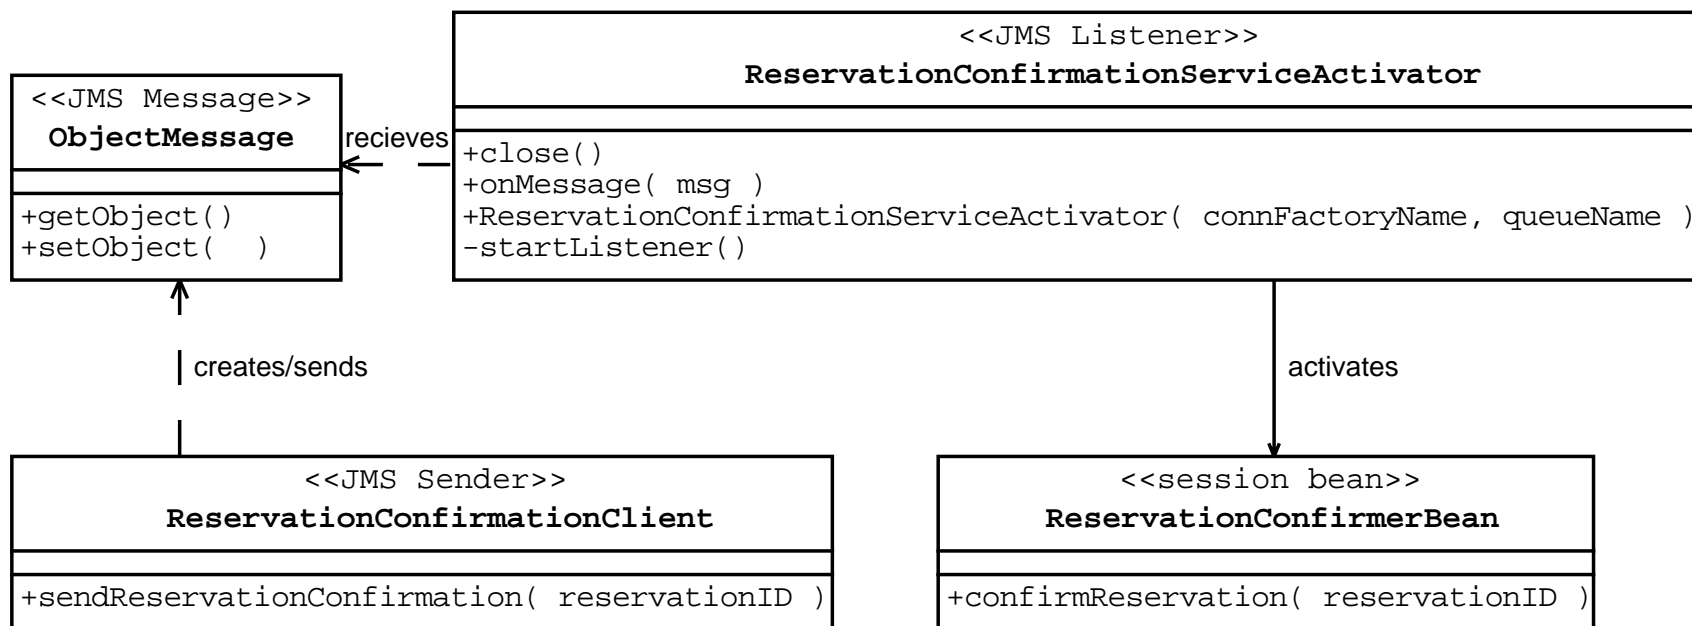 <<JMS Listener>>
ReservationConfirmationServiceActivator
+close()
+onMessage( msg )
+ReservationConfirmationServiceActivator( connFactoryName, queueName )
-startListener()
<<JMS Message>>
ObjectMessage
+getObject()
+setObject(  )
recieves
creates/sends
activates
<<JMS Sender>>
ReservationConfirmationClient
+sendReservationConfirmation( reservationID )
<<session bean>>
ReservationConfirmerBean
+confirmReservation( reservationID )